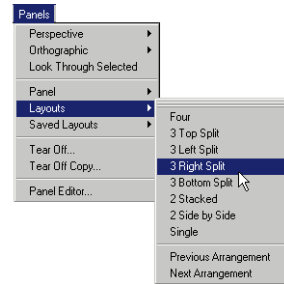 Panels
Perspective
Orthographic
Look Through Selected
Panel
Layouts
Saved Layouts
Tear Off...
Tear Off Copy...
Panel Editor...
Four
3 Top Split
3 Left Split
3 Right Split
3 Bottom Split
2 Stacked
2 Side by Side
Single
Previous Arrangement
Next Arrangement